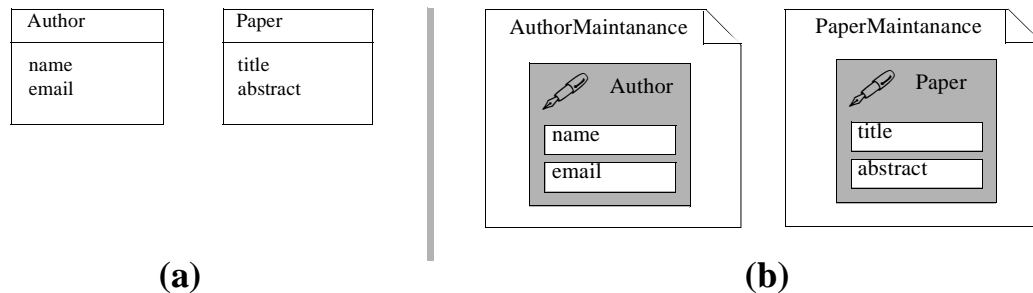 Author
name
email
Paper
title
abstract
(a)
AuthorMaintanance
Author
name
email
PaperMaintanance
Paper
title
abstract
(b)